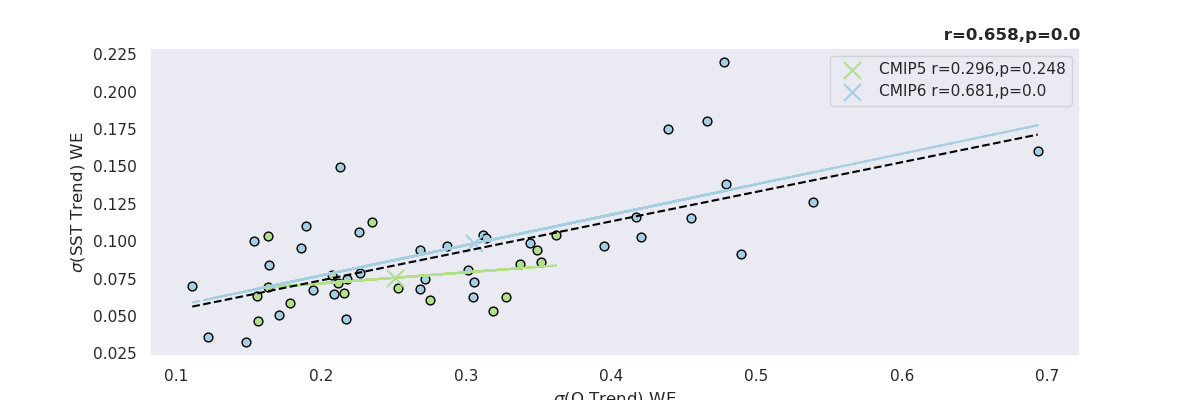 r=0.658,p=0.0
CMIP5 r=0.296,p=0.248
CMIP6 r=0.681,p=0.0
σ(SST Trend) WE
0.225
0.200
0.175
0.150
0.125
0.100
0.075
0.050
0.025
0.1 0.2 0.3 0.4 0.5 0.6 0.7
σ(Q Trend) WE